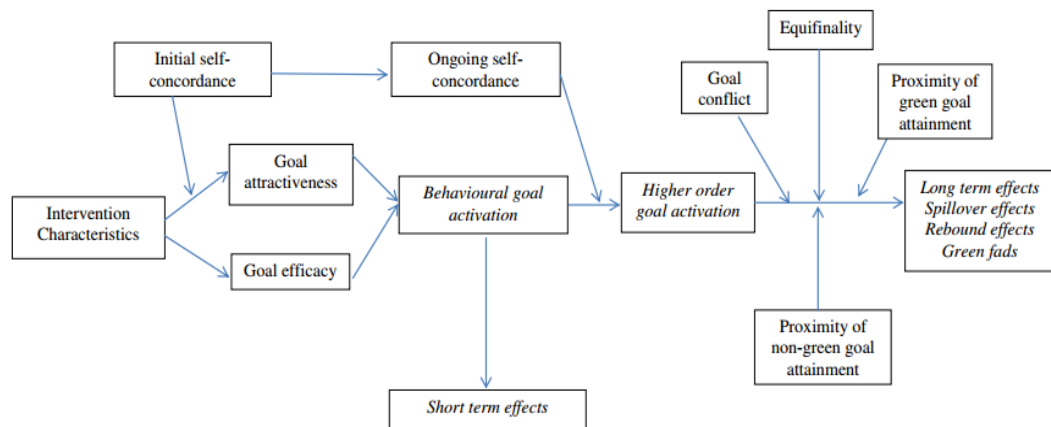 Equifinality
Initial self-
concordance
Ongoing self-
concordance
Goal
conflict
Proximity of
green goal
attainment
Goal
attractiveness
Behavioural goal
activation
Higher order
goal activation
Long term effects
Spillover effects
Rebound effects
Green fads
Intervention
Characteristics
Goal efficacy
Proximity of
non-green goal
attainment
Short term effects